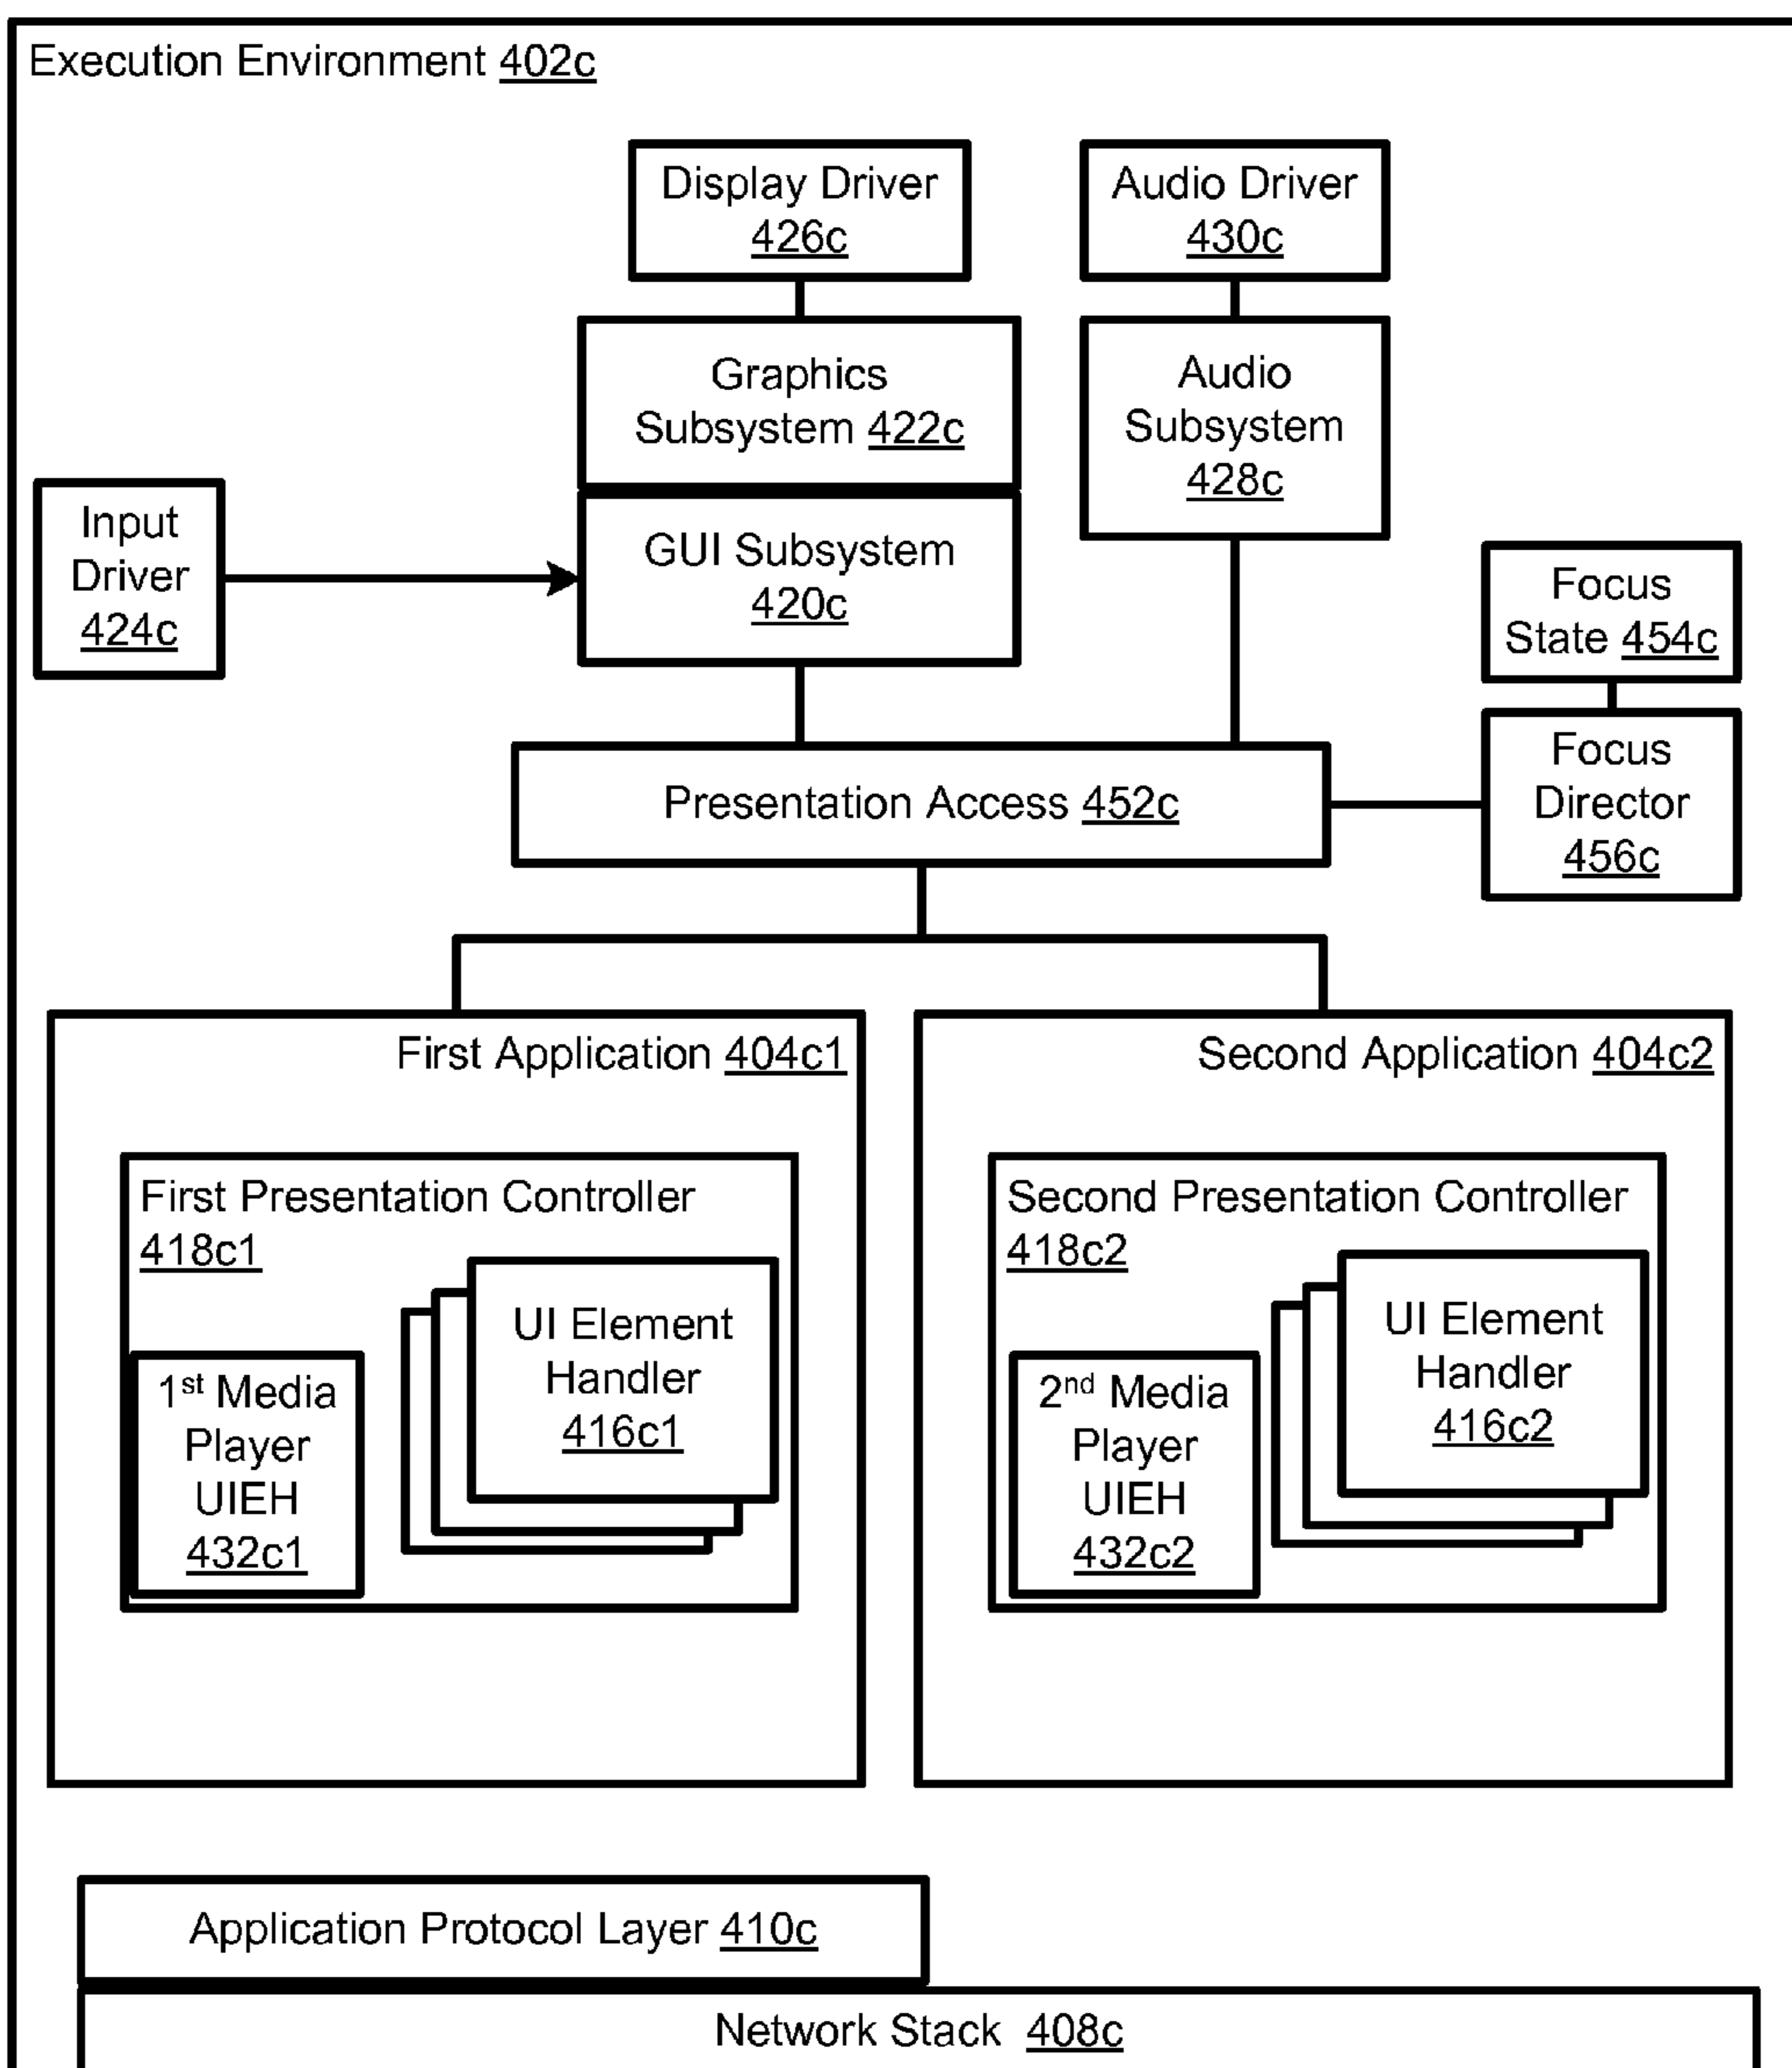 Execution Environment 402c
Display Driver
426c
Audio Driver
430c
Graphics
Subsystem 422c
Audio
Subsystem
428c
Input
Driver
424c
GUI Subsystem
420c
Focus
State 454c
Presentation Access 452c
Focus
Director
456c
First Application 404c1
First Presentation Controller
418c1
UI Element
Handler
416c1
1st Media
Player
UIEH
432c1
Second Application 404c2
Second Presentation Controller
418c2
UI Element
Handler
416c2
2nd Media
Player
UIEH
432c2
Application Protocol Layer 410c
Network Stack 408c